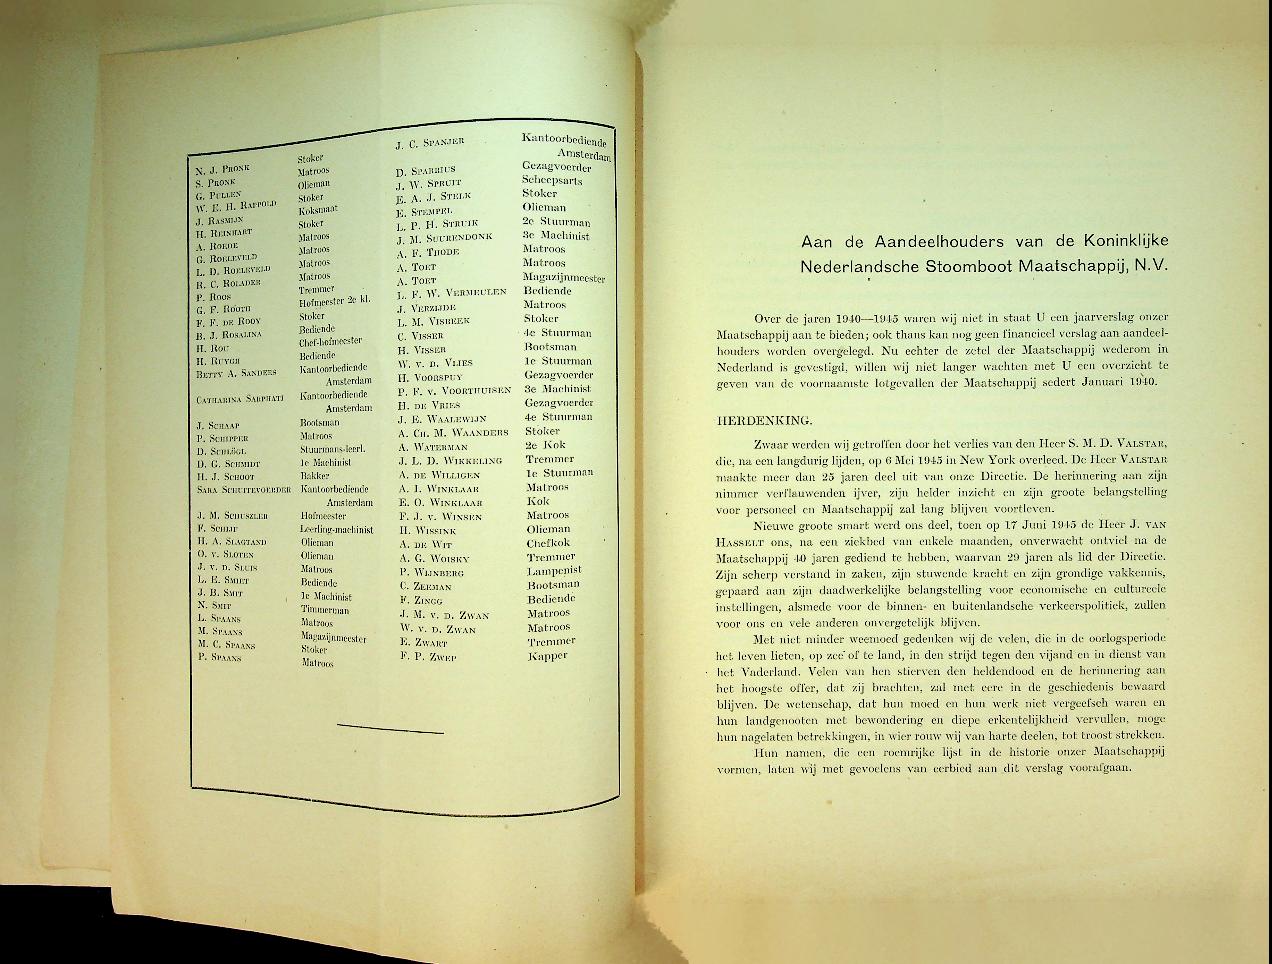 N. J. Pronk Stoker
S. Pronk Matroos
G. Pullen Olieman
W. E. H. Rappold Stoker
J. Rasmijn Koksmaat
H. Reinhart Stoker
A. Roede Matroos
G. Roeleveld Matroos
L. D. Roeleveld Matroos
R. C. Rolader Matroos
P. Roos Tremmer
G. F. Rooth Hofmeester 2e kl.
F. F. de Rooy Stoker
B. J. Rosalina Bediende
H. Rou Chef-hofmeester
H. Ruygh Bediende
Betty A. Sanders Kantoorbediende
Amsterdam
Catharina Sarphati Kantoorbediende
Amsterdam
J. Schaap Bootsman
P. Schipper Matroos
D. Schlögl Stuurmans-leerl.
D. G. Schmidt 1e Machinist
H. J. Schoot Bakker
Sara Schuitevoerder Kantoorbediende
Amsterdam
J. M. Schuszler Hofmeester
F. Schijf Leerling-machinist
H. A. Slagtand Olieman
O. v. Sloten Olieman
J. v. d. Sluis Matroos
L. E. Smet Bediende
J. B. Smit 1e Machinist
N. Smit Timmerman
L. Spaans Matroos
M. Spaans Magazijnmeester
M. C. Spaans Stoker
P. Spaans Matroos
J. C. Spanjer Kantoorbediende
Amsterdam
D. Sparrius Gezagvoerder
J. W. Spruit Scheepsarts
E. A. J. Stelk Stoker
E. Stempel Olieman
L. P. H. Struik 2e Stuurman
J. M. Suurendonk 3e Machinist
A. F. Thode Matroos
A. Toet Matroos
A. Toet Magazijnmeester
L. F. W. Vermeulen Bediende
J. Verzijde Matroos
L. M. Visbeek Stoker
C. Visser 4e Stuurman
H. Visser Bootsman
W. v. d. Vlies 1e Stuurman
H. Voorspuy Gezagvoerder
P. F. v. Voorthuisen 3e Machinist
H. de Vries Gezagvoerder
J. E. Waalewijn 4e Stuurman
A. Ch. M. Waanders Stoker
A. Waterman 2e Kok
J. L. D. Wikkeling Tremmer
A. de Willigen 1e Stuurman
A. I. Winklaar Matroos
E. O. Winklaar Kok
F. J. v. Winsen Matroos
H. Wissink Olieman
A. de Wit Chefkok
A. G. Woisky Tremmer
P. Wijnberg Lampenist
C. Zeeman Bootsman
F. Zingg Bediende
J. M. v. d. Zwan Matroos
W. v. d. Zwan Matroos
E. Zwart Tremmer
F. P. Zwep Kapper
Aan de Aandeelhouders van de Koninklijke
Nederlandsche Stoomboot Maatschappij, N.V.
Over de jaren 1940—1945 waren wij niet in staat U een jaarverslag onzer
Maatschappij aan te bieden; ook thans kan nog geen financieel verslag aan aandeel-
houders worden overgelegd. Nu echter de zetel der Maatschappij wederom in
Nederland is gevestigd, willen wij niet langer wachten met U een overzicht te
geven van de voornaamste lotgevallen der Maatschappij sedert Januari 1940.
HERDENKING.
Zwaar werden wij getroffen door het verlies van den Heer S. M. D. Valstar,
die, na een langdurig lijden, op 6 Mei 1945 in New York overleed. De Heer Valstar
maakte meer dan 25 jaren deel uit van onze Directie. De herinnering aan zijn
nimmer verflauwenden ijver, zijn helder inzicht en zijn groote belangstelling
voor personeel en Maatschappij zal lang blijven voortleven.
Nieuwe groote smart werd ons deel, toen op 17 Juni 1945 de Heer J. van
Hasselt ons, na een ziekbed van enkele maanden, onverwacht ontviel na de
Maatschappij 40 jaren gediend te hebben, waarvan 29 jaren als lid der Directie.
Zijn scherp verstand in zaken, zijn stuwende kracht en zijn grondige vakkennis,
gepaard aan zijn daadwerkelijke belangstelling voor economische en cultureele
instellingen, alsmede voor de binnen- en buitenlandsche verkeerspolitiek, zullen
voor ons en vele anderen onvergetelijk blijven.
Met niet minder weemoed gedenken wij de velen, die in de oorlogsperiode
het leven lieten, op zee of te land, in den strijd tegen den vijand en in dienst van
het Vaderland. Velen van hen stierven den heldendood en de herinnering aan
het hoogste offer, dat zij brachten, zal met eere in de geschiedenis bewaard
blijven. De wetenschap, dat hun moed en hun werk niet vergeefsch waren en
hun landgenooten met bewondering en diepe erkentelijkheid vervullen, moge
hun nagelaten betrekkingen, in wier rouw wij van harte deelen, tot troost strekken.
Hun namen, die een roemrijke lijst in de historie onzer Maatschappij
vormen, laten wij met gevoelens van eerbied aan dit verslag voorafgaan.